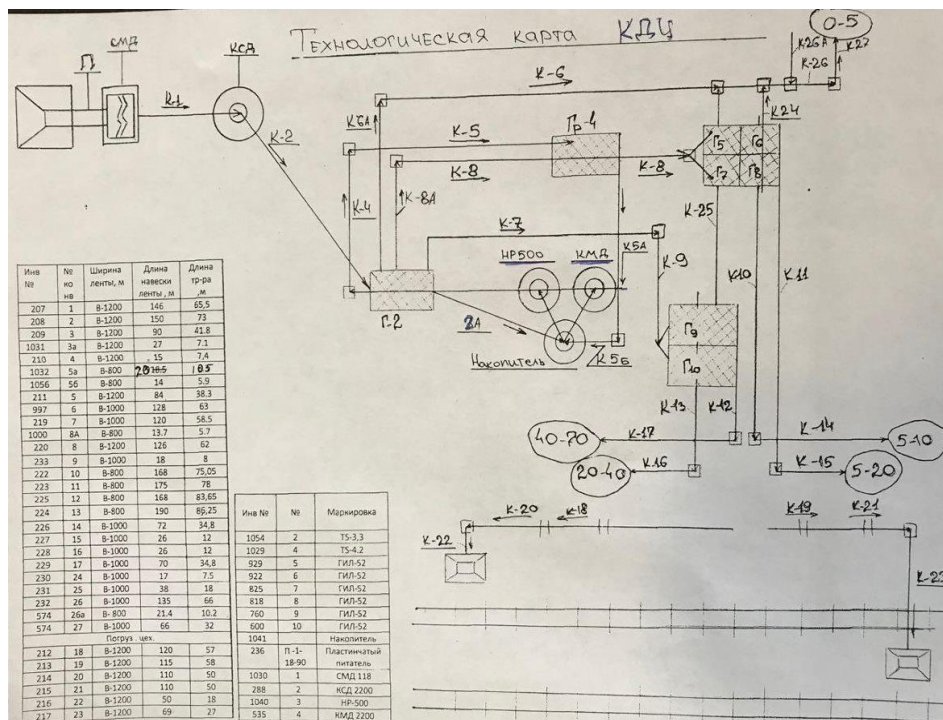 Технологическая карта КДЦ
О-5
К26А
К27
К-26
СМД
КСД
П
К-1
К-2
К-6
К6А
К-5
Гр-4
К24
Г5
Г6
Г7
Г8
К-8
К-8
К-8А
К-4
К-7
К-25
К5А
К-9
К10
К-11
НР500
КМД
Г-2
2А
Накопитель
К5Б
Г9
Г10
К-13
К-12
40-70
К-17
К-14
5-10
20-40
К16
К-15
5-20
К-20
К-18
К19
К-21
К-22
К-23
Инв № № конв Ширина ленты, м Длина навески ленты, м Длина тр-ра ,м
207 1 В-1200 146 65,5
208 2 В-1200 150 73
209 3 В-1200 90 41.8
1031 3а В-1200 27 7.1
210 4 В-1200 15 7,4
1032 5а В-800 20 10.5
1056 5б В-800 14 5.9
211 5 В-1200 84 38.3
997 6 В-1000 128 63
219 7 В-1000 120 58.5
1000 8А В-800 13.7 5.7
220 8 В-1200 126 62
233 9 В-1000 18 8
222 10 В-800 168 75,05
223 11 В-800 175 78
225 12 В-800 168 83,65
224 13 В-800 190 86,25
226 14 В-1000 72 34,8
227 15 В-1000 26 12
228 16 В-1000 26 12
229 17 В-1000 70 34,8
230 24 В-1000 17 7.5
231 25 В-1000 38 18
232 26 В-1000 135 66
574 26а В- 800 21.4 10.2
574 27 В-1000 66 32
Погруз . цех.
212 18 В-1200 120 57
213 19 В-1200 115 58
214 20 В-1200 110 50
215 21 В-1200 110 50
216 22 В-1200 50 18
217 23 В-1200 69 27
Инв № № Маркировка
1054 2 TS-3,3
1029 4 TS-4.2
929 5 ГИЛ-52
922 6 ГИЛ-52
825 7 ГИЛ-52
818 8 ГИЛ-52
760 9 ГИЛ-52
600 10 ГИЛ-52
1041 Накопитель
236 П -1-18-90 Пластинчатый питатель
1030 1 СМД 118
288 2 КСД 2200
1040 3 НР-500
535 4 КМД 2200